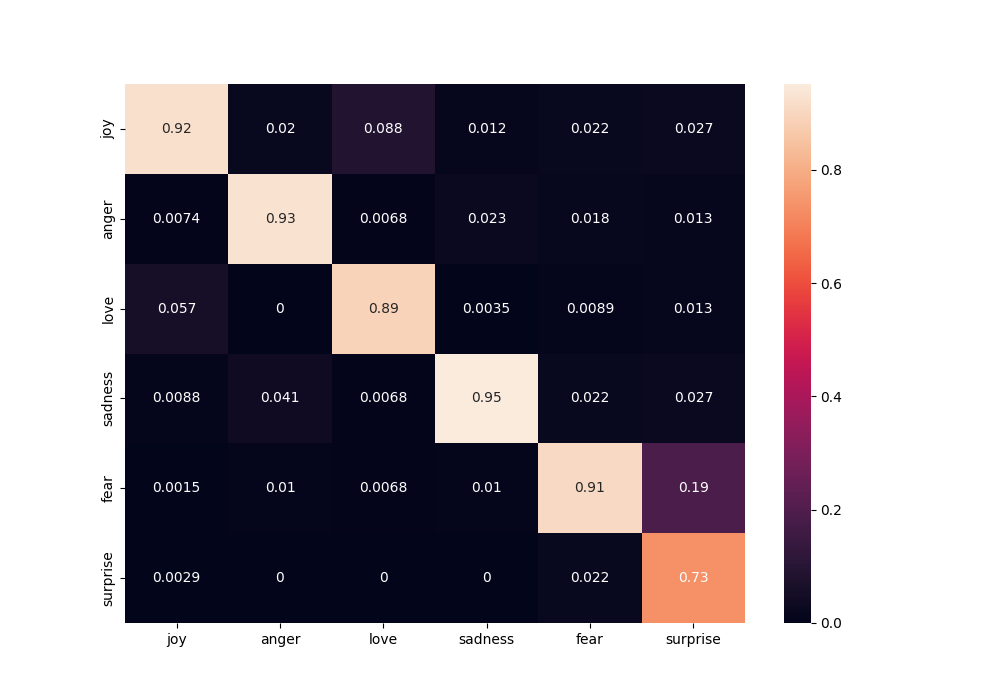 joy 0.92 0.02 0.088 0.012 0.022 0.027
0.8
anger 0.0074 0.93 0.0068 0.023 0.018 0.013
0.6
love 0.057 0 0.89 0.0035 0.0089 0.013
0.4
sadness 0.0088 0.041 0.0068 0.95 0.022 0.027
fear 0.0015 0.01 0.0068 0.01 0.91 0.19
0.2
surprise 0.0029 0 0 0 0.022 0.73
0.0
joy anger love sadness fear surprise